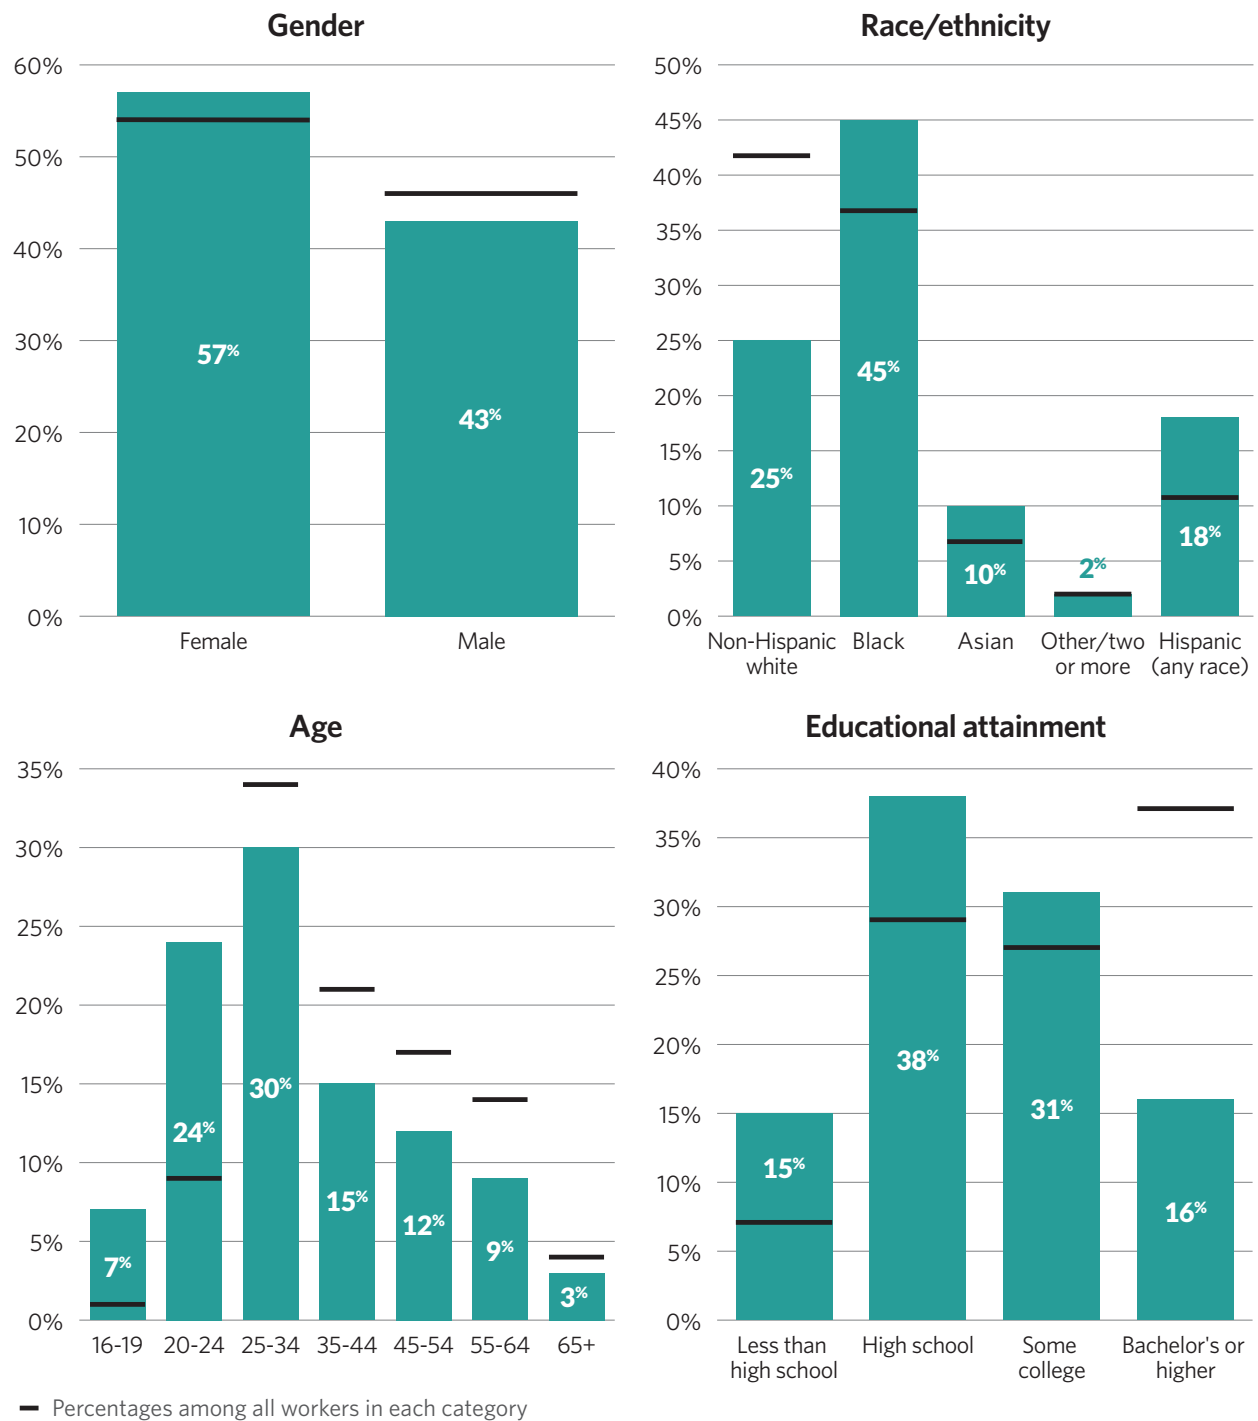 Gender
60%
50%
40%
30%
20%
10%
0%
57%
43%
Female
Male
Race/ethnicity
50%
45%
40%
35%
30%
25%
20%
15%
10%
5%
0%
25%
45%
10%
2%
18%
Non-Hispanic
white
Black
Asian
Other/two
or more
Hispanic
(any race)
Age
35%
30%
25%
20%
15%
10%
5%
0%
7%
24%
30%
15%
12%
9%
3%
16-19
20-24
25-34
35-44
45-54
55-64
65+
Educational attainment
40%
35%
30%
25%
20%
15%
10%
5%
0%
15%
38%
31%
16%
Less than
high school
High school
Some
college
Bachelor's or
higher
Percentages among all workers in each category